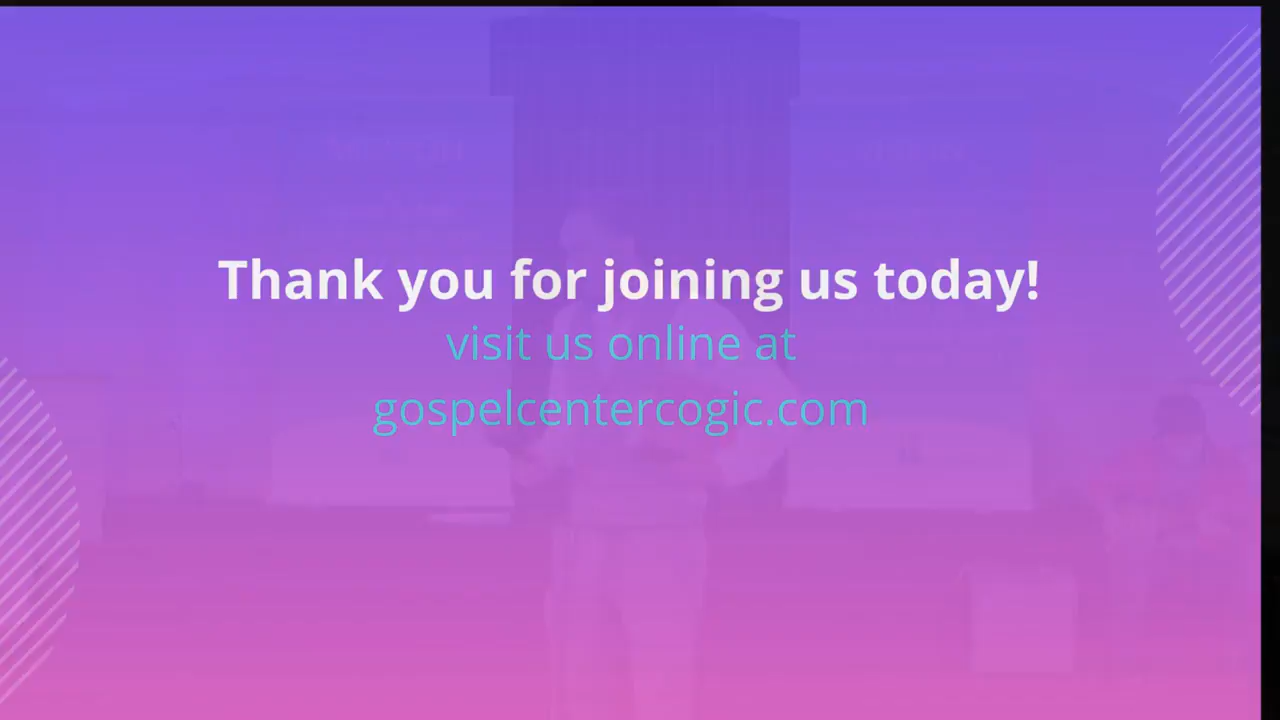 Thank you for joining us today!
visit us online at
gospelcentercogic.com